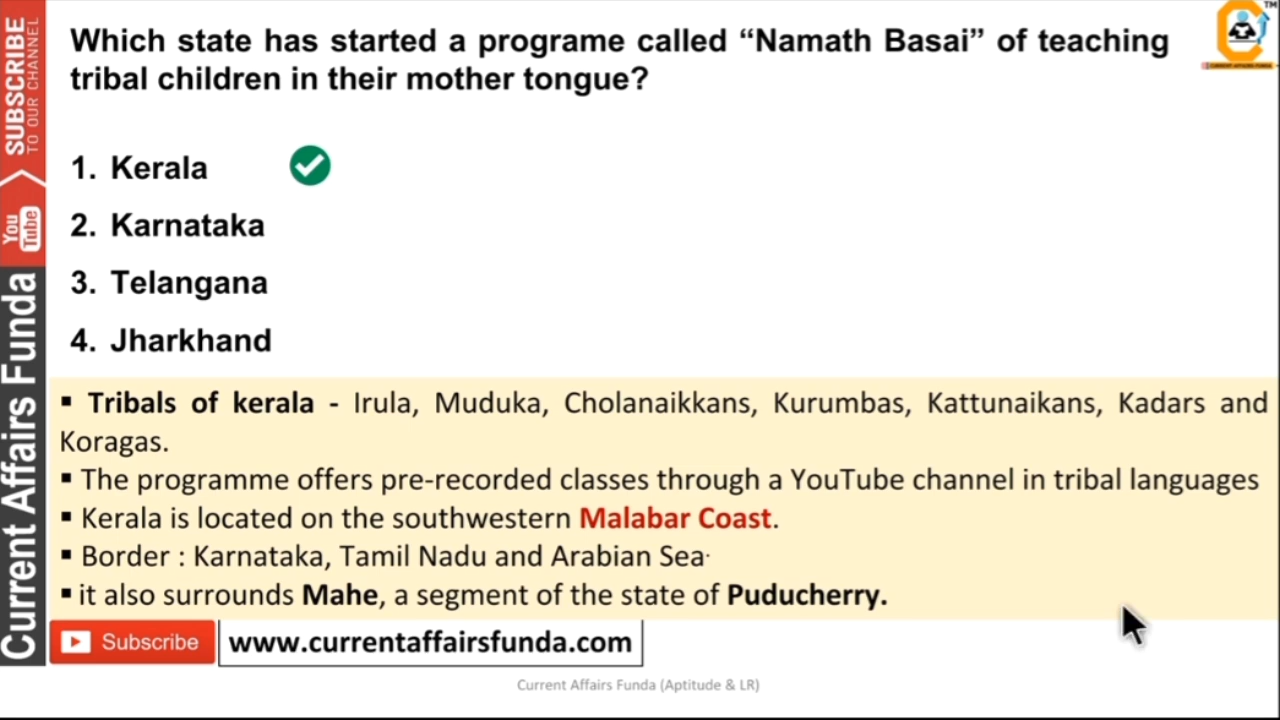 Which state has started a programe called “Namath Basai” of teaching
tribal children in their mother tongue?
1. Kerala
2. Karnataka
3. Telangana
4. Jharkhand
▪ Tribals of kerala - Irula, Muduka, Cholanaikkans, Kurumbas, Kattunaikans, Kadars and
Koragas.
▪ The programme offers pre-recorded classes through a YouTube channel in tribal languages
▪ Kerala is located on the southwestern Malabar Coast.
▪ Border : Karnataka, Tamil Nadu and Arabian Sea.
▪ it also surrounds Mahe, a segment of the state of Puducherry.
Subscribe
www.currentaffairsfunda.com
Current Affairs Funda (Aptitude & LR)
SUBSCRIBE
TO OUR CHANNEL
You
Tube
Current Affairs Funda
TM
CURRENT AFFAIRS FUNDA